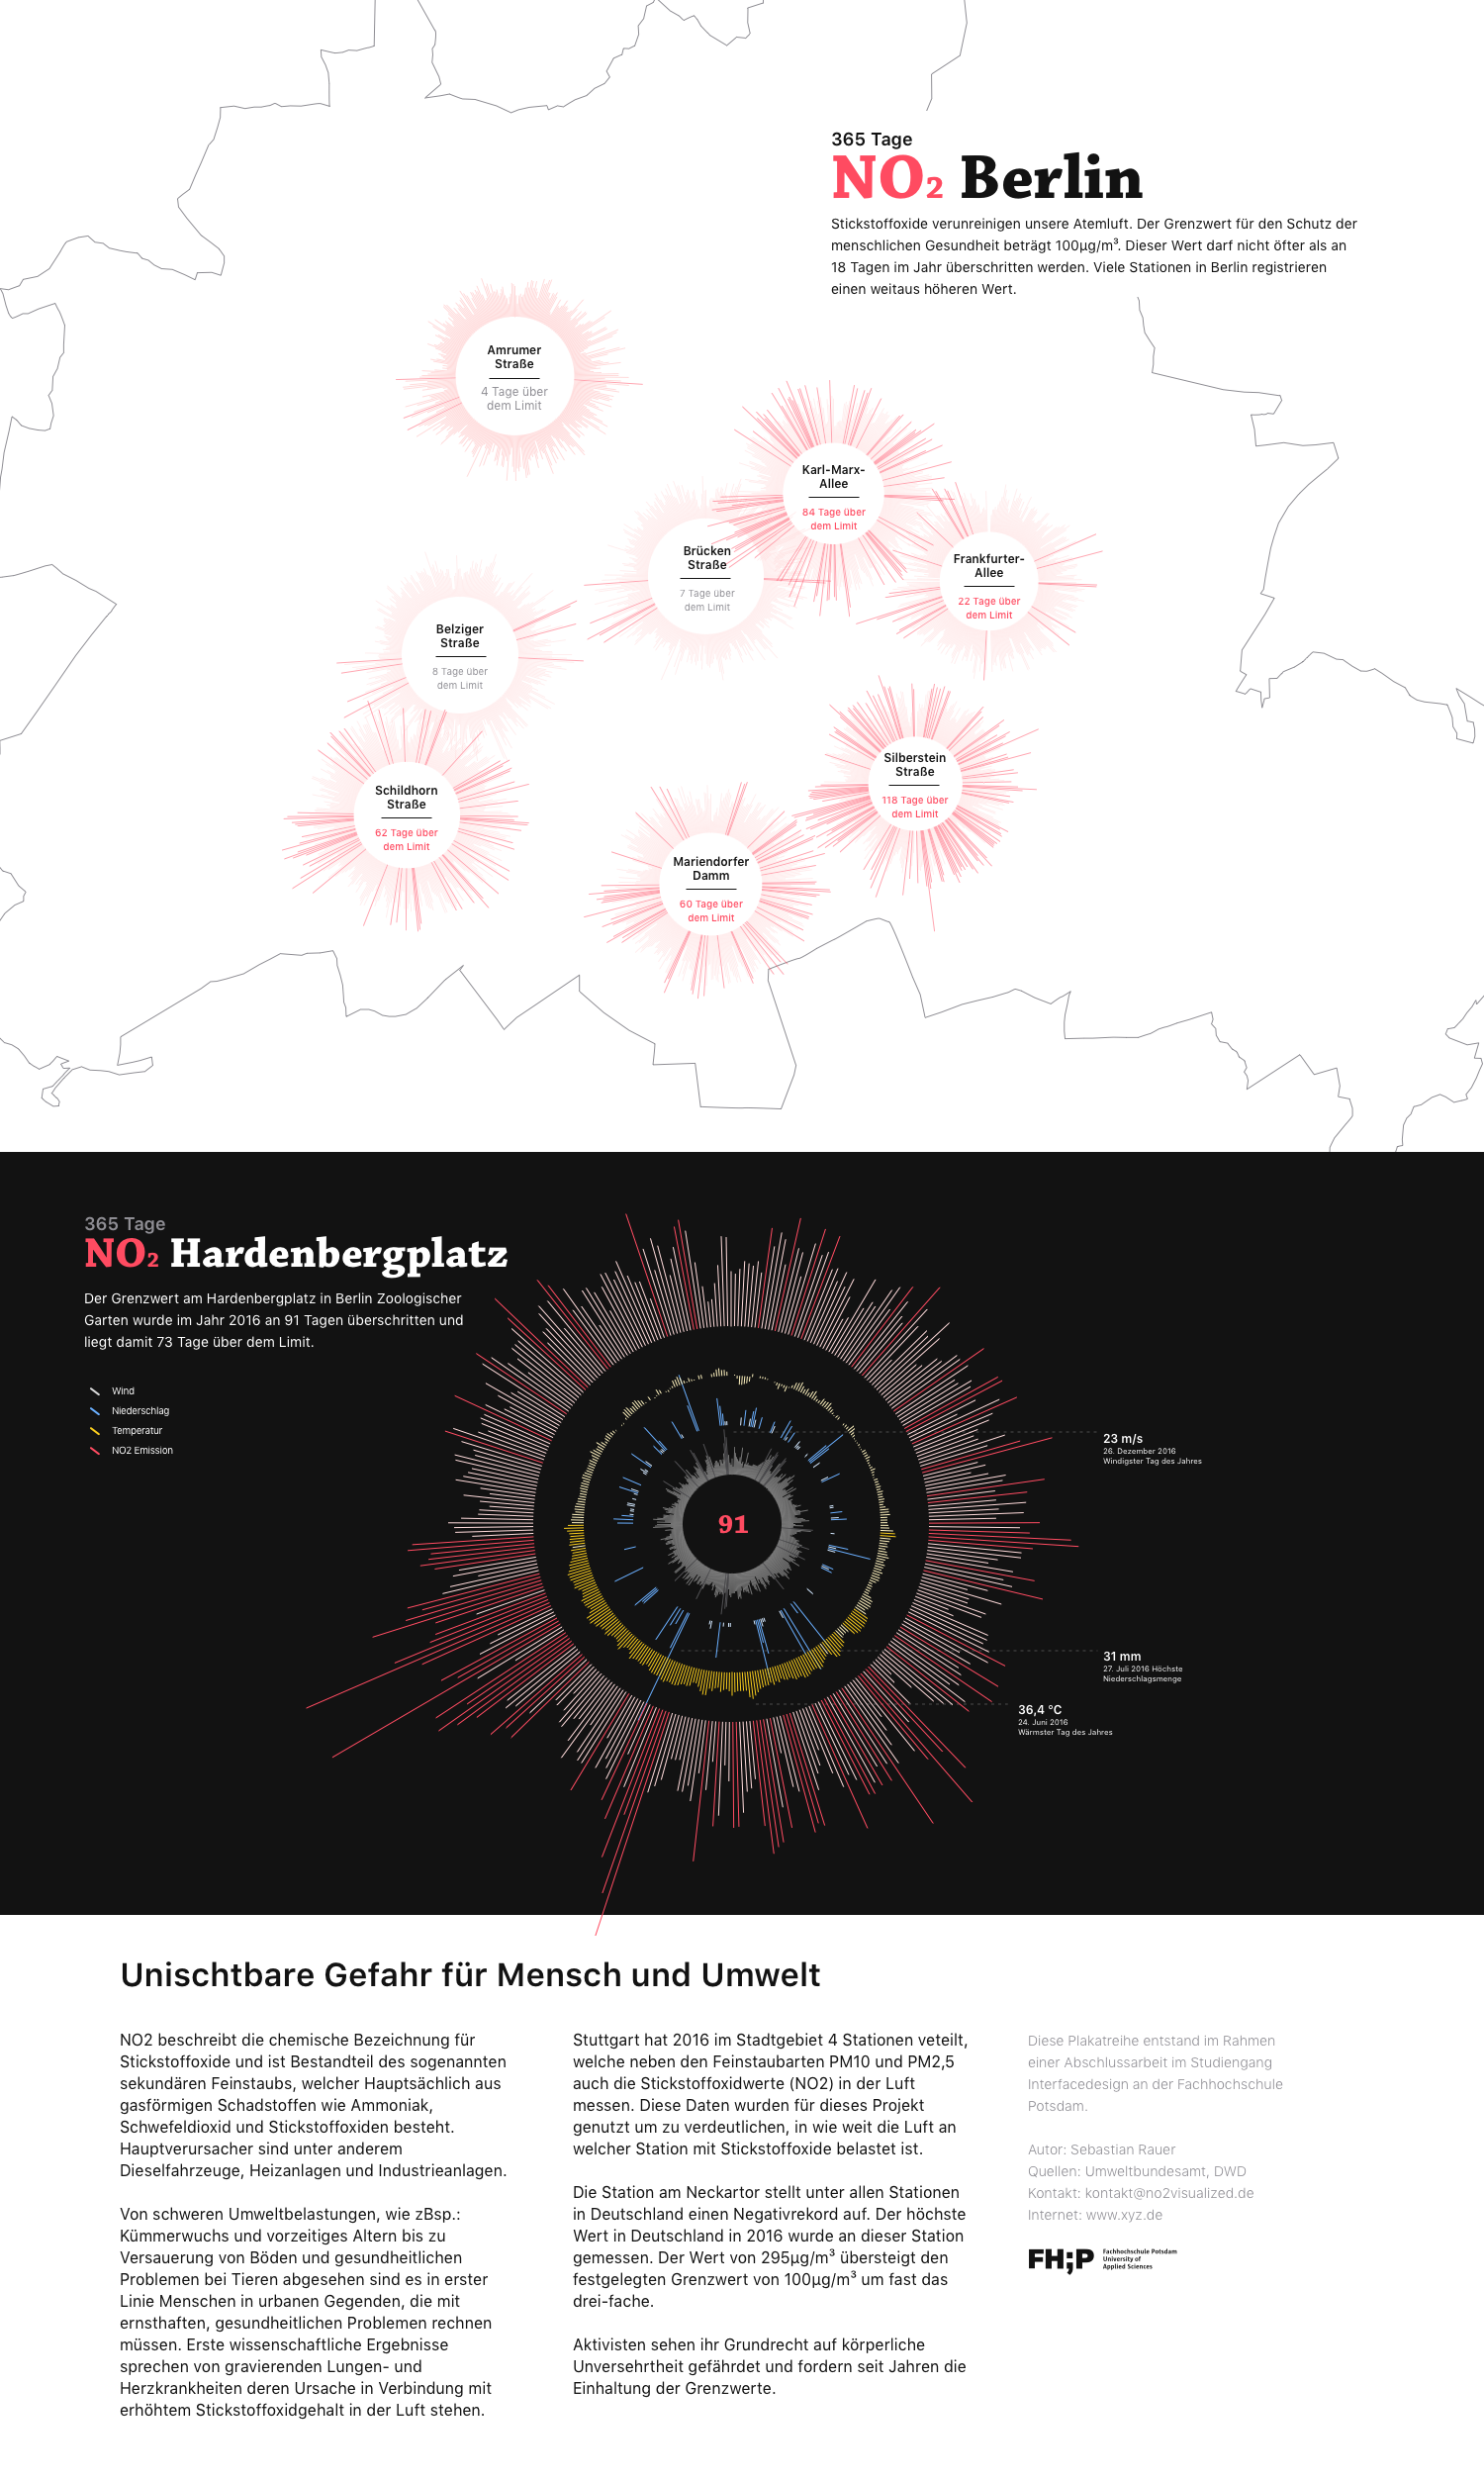 365 Tage
NO₂ Berlin
Stickstoffoxide verunreinigen unsere Atemluft. Der Grenzwert für den Schutz der
menschlichen Gesundheit beträgt 100µg/m³. Dieser Wert darf nicht öfter als an
18 Tagen im Jahr überschritten werden. Viele Stationen in Berlin registrieren
einen weitaus höheren Wert.
Amrumer
Straße
4 Tage über
dem Limit
Karl-Marx-
Allee
84 Tage über
dem Limit
Brücken
Straße
7 Tage über
dem Limit
Frankfurter-
Allee
22 Tage über
dem Limit
Belziger
Straße
8 Tage über
dem Limit
Silberstein
Straße
118 Tage über
dem Limit
Schildhorn
Straße
62 Tage über
dem Limit
Mariendorfer
Damm
60 Tage über
dem Limit
365 Tage
NO₂ Hardenbergplatz
Der Grenzwert am Hardenbergplatz in Berlin Zoologischer
Garten wurde im Jahr 2016 an 91 Tagen überschritten und
liegt damit 73 Tage über dem Limit.
Wind
Niederschlag
Temperatur
NO2 Emission
91
23 m/s
26. Dezember 2016
Windigster Tag des Jahres
31 mm
27. Juli 2016 Höchste
Niederschlagsmenge
36,4 °C
24. Juni 2016
Wärmster Tag des Jahres
Unischtbare Gefahr für Mensch und Umwelt
NO2 beschreibt die chemische Bezeichnung für
Stickstoffoxide und ist Bestandteil des sogenannten
sekundären Feinstaubs, welcher Hauptsächlich aus
gasförmigen Schadstoffen wie Ammoniak,
Schwefeldioxid und Stickstoffoxiden besteht.
Hauptverursacher sind unter anderem
Dieselfahrzeuge, Heizanlagen und Industrieanlagen.
Von schweren Umweltbelastungen, wie zBsp.:
Kümmerwuchs und vorzeitiges Altern bis zu
Versauerung von Böden und gesundheitlichen
Problemen bei Tieren abgesehen sind es in erster
Linie Menschen in urbanen Gegenden, die mit
ernsthaften, gesundheitlichen Problemen rechnen
müssen. Erste wissenschaftliche Ergebnisse
sprechen von gravierenden Lungen- und
Herzkrankheiten deren Ursache in Verbindung mit
erhöhtem Stickstoffoxidgehalt in der Luft stehen.
Stuttgart hat 2016 im Stadtgebiet 4 Stationen veteilt,
welche neben den Feinstaubarten PM10 und PM2,5
auch die Stickstoffoxidwerte (NO2) in der Luft
messen. Diese Daten wurden für dieses Projekt
genutzt um zu verdeutlichen, in wie weit die Luft an
welcher Station mit Stickstoffoxide belastet ist.
Die Station am Neckartor stellt unter allen Stationen
in Deutschland einen Negativrekord auf. Der höchste
Wert in Deutschland in 2016 wurde an dieser Station
gemessen. Der Wert von 295µg/m³ übersteigt den
festgelegten Grenzwert von 100µg/m³ um fast das
drei-fache.
Aktivisten sehen ihr Grundrecht auf körperliche
Unversehrtheit gefährdet und fordern seit Jahren die
Einhaltung der Grenzwerte.
Diese Plakatreihe entstand im Rahmen
einer Abschlussarbeit im Studiengang
Interfacedesign an der Fachhochschule
Potsdam.
Autor: Sebastian Rauer
Quellen: Umweltbundesamt, DWD
Kontakt: kontakt@no2visualized.de
Internet: www.xyz.de
FH;P
Fachhochschule Potsdam
University of
Applied Sciences